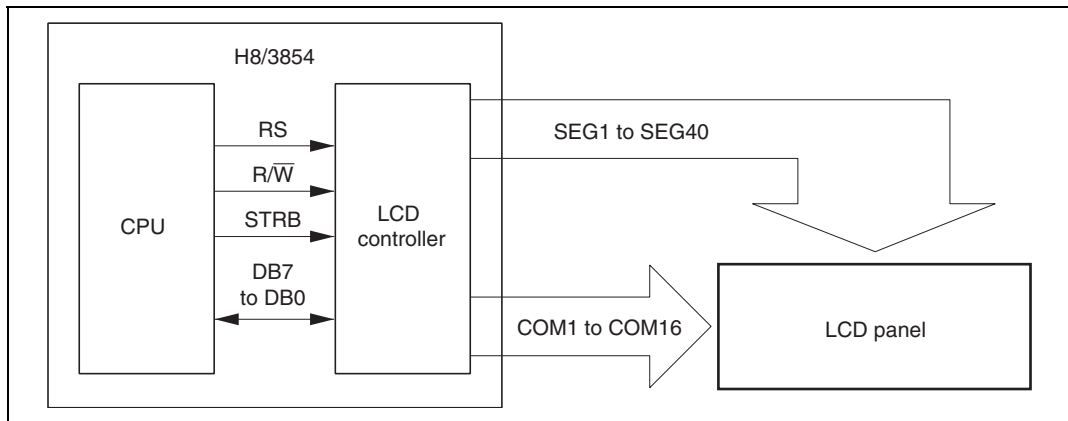 H8/3854
CPU
RS
R/W̅
STRB
DB7
to DB0
LCD
controller
SEG1 to SEG40
COM1 to COM16
LCD panel